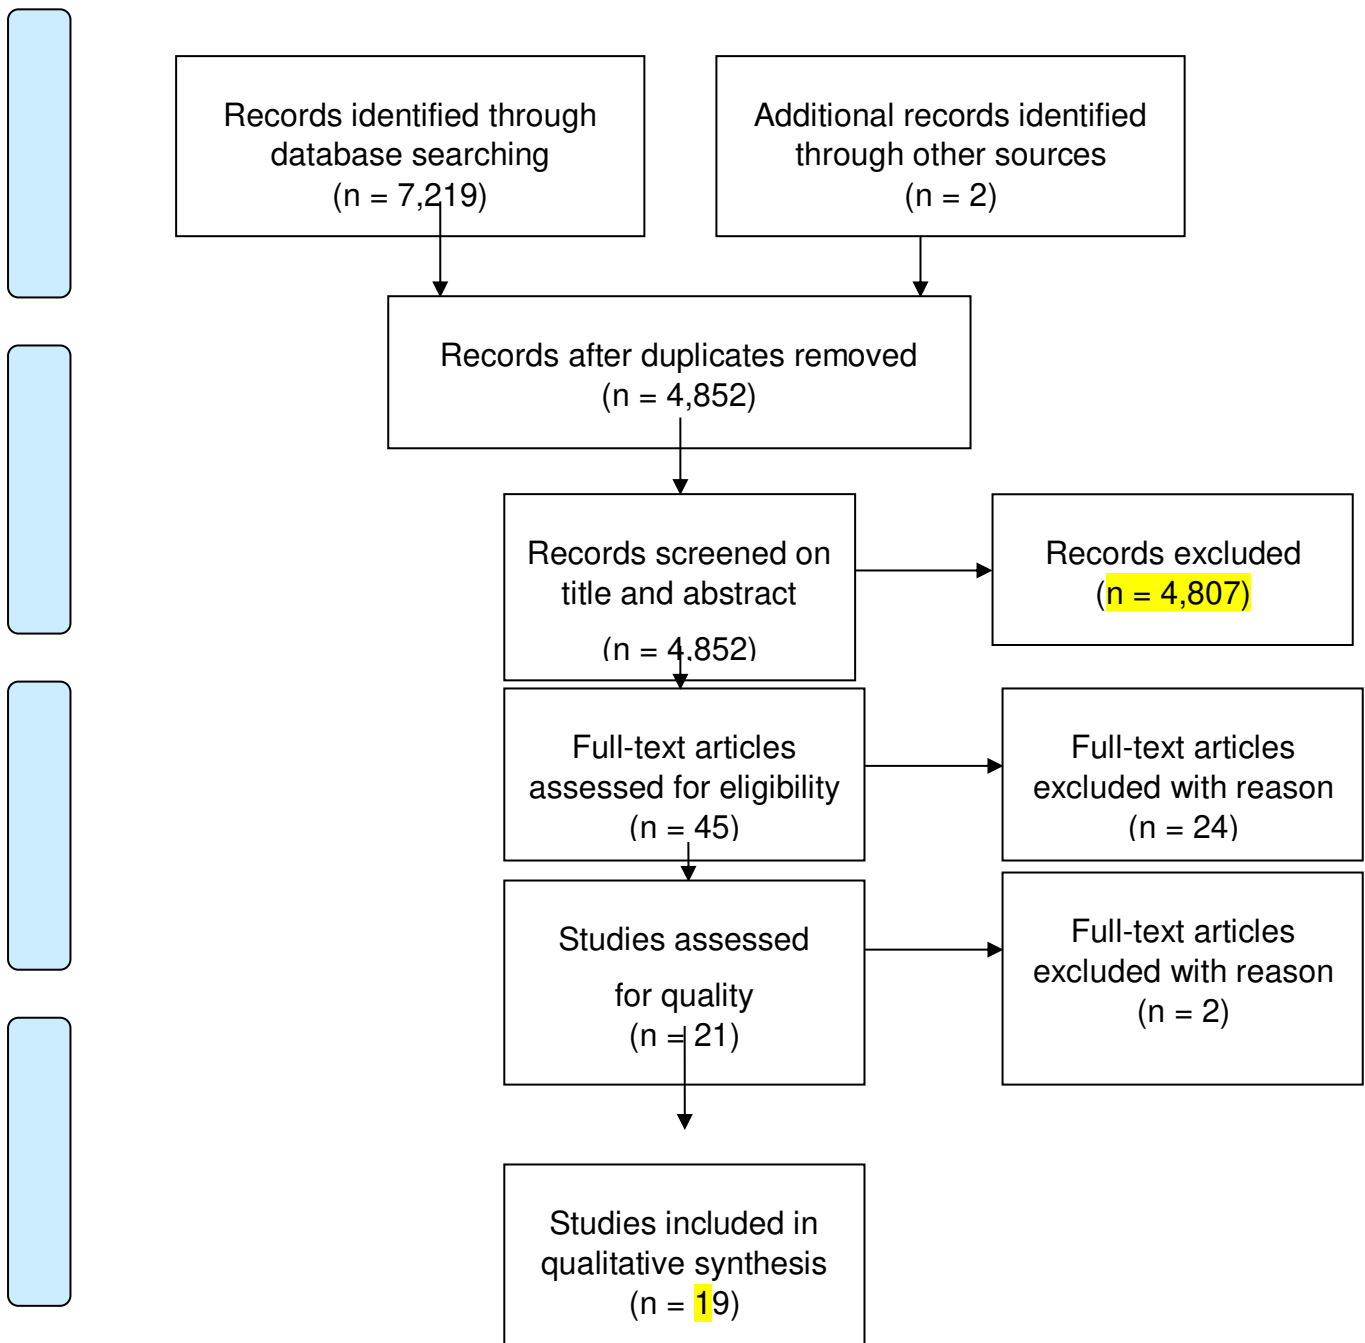 Records identified through
database searching
(n = 7,219)
Additional records identified
through other sources
(n = 2)
Records after duplicates removed
(n = 4,852)
Records screened on
title and abstract
(n = 4,852)
Records excluded
(n = 4,807)
Full-text articles
assessed for eligibility
(n = 45)
Full-text articles
excluded with reason
(n = 24)
Studies assessed
for quality
(n = 21)
Full-text articles
excluded with reason
(n = 2)
Studies included in
qualitative synthesis
(n = 19)